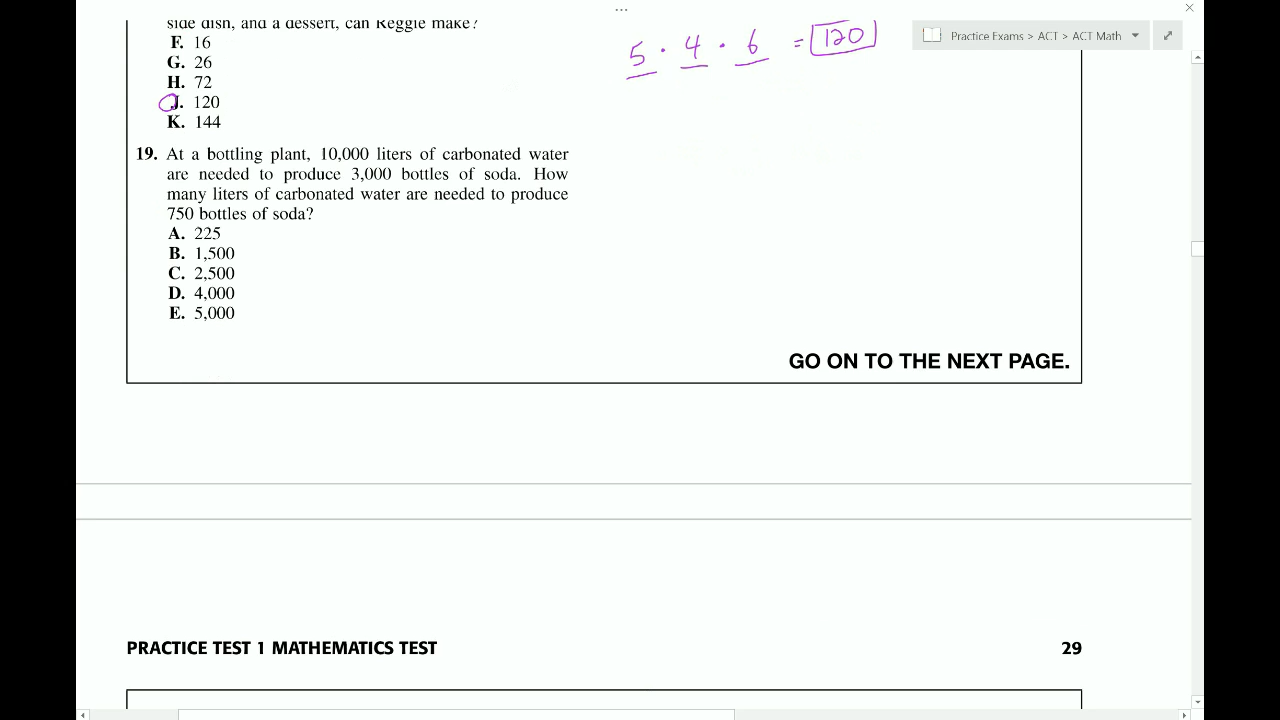 ...
Practice Exams > ACT > ACT Math
side dish, and a dessert, can Reggie make?
5 · 4 · 6 = 120
F. 16
G. 26
H. 72
J. 120
K. 144
19. At a bottling plant, 10,000 liters of carbonated water
are needed to produce 3,000 bottles of soda. How
many liters of carbonated water are needed to produce
750 bottles of soda?
A. 225
B. 1,500
C. 2,500
D. 4,000
E. 5,000
GO ON TO THE NEXT PAGE.
PRACTICE TEST 1 MATHEMATICS TEST 29